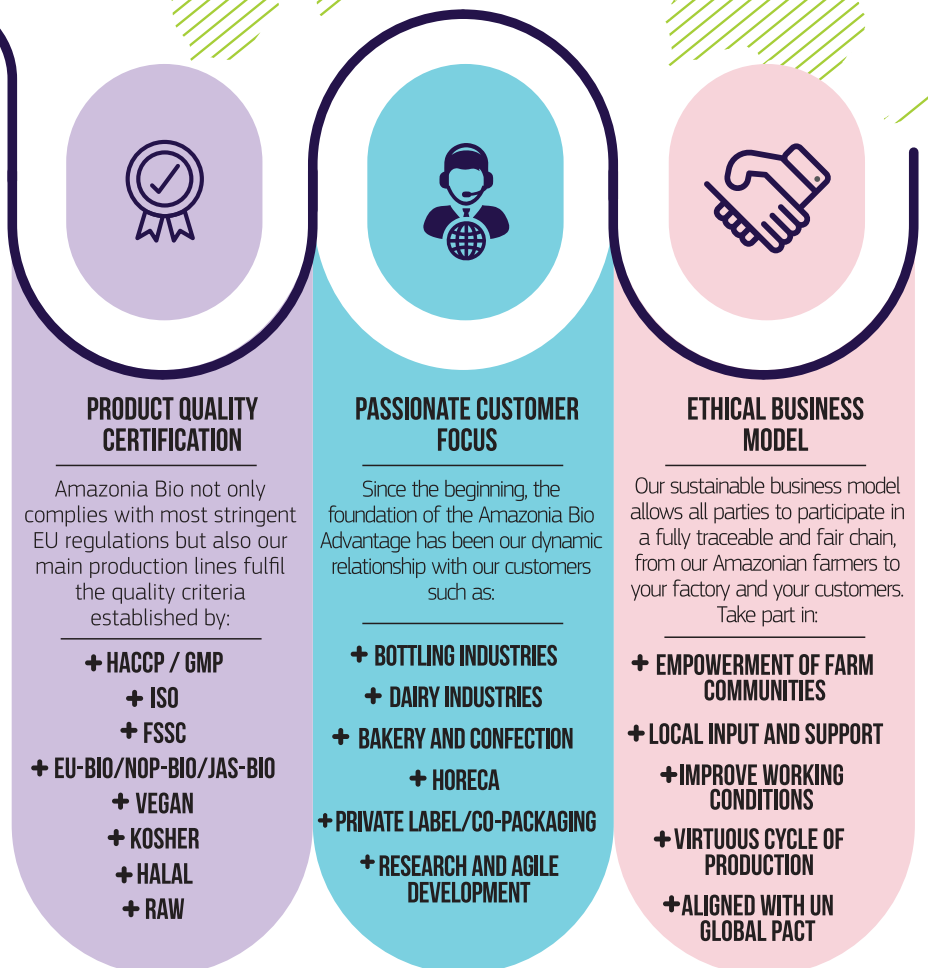 PRODUCT QUALITY
CERTIFICATION
Amazonia Bio not only
complies with most stringent
EU regulations but also our
main production lines fulfil
the quality criteria
established by:
+ HACCP / GMP
+ ISO
+ FSSC
+ EU-BIO/NOP-BIO/JAS-BIO
+ VEGAN
+ KOSHER
+ HALAL
+ RAW
PASSIONATE CUSTOMER
FOCUS
Since the beginning, the
foundation of the Amazonia Bio
Advantage has been our dynamic
relationship with our customers
such as:
+ BOTTLING INDUSTRIES
+ DAIRY INDUSTRIES
+ BAKERY AND CONFECTION
+ HORECA
+ PRIVATE LABEL/CO-PACKAGING
+ RESEARCH AND AGILE
DEVELOPMENT
ETHICAL BUSINESS
MODEL
Our sustainable business model
allows all parties to participate in
a fully traceable and fair chain,
from our Amazonian farmers to
your factory and your customers.
Take part in:
+ EMPOWERMENT OF FARM
COMMUNITIES
+ LOCAL INPUT AND SUPPORT
+ IMPROVE WORKING
CONDITIONS
+ VIRTUOUS CYCLE OF
PRODUCTION
+ ALIGNED WITH UN
GLOBAL PACT